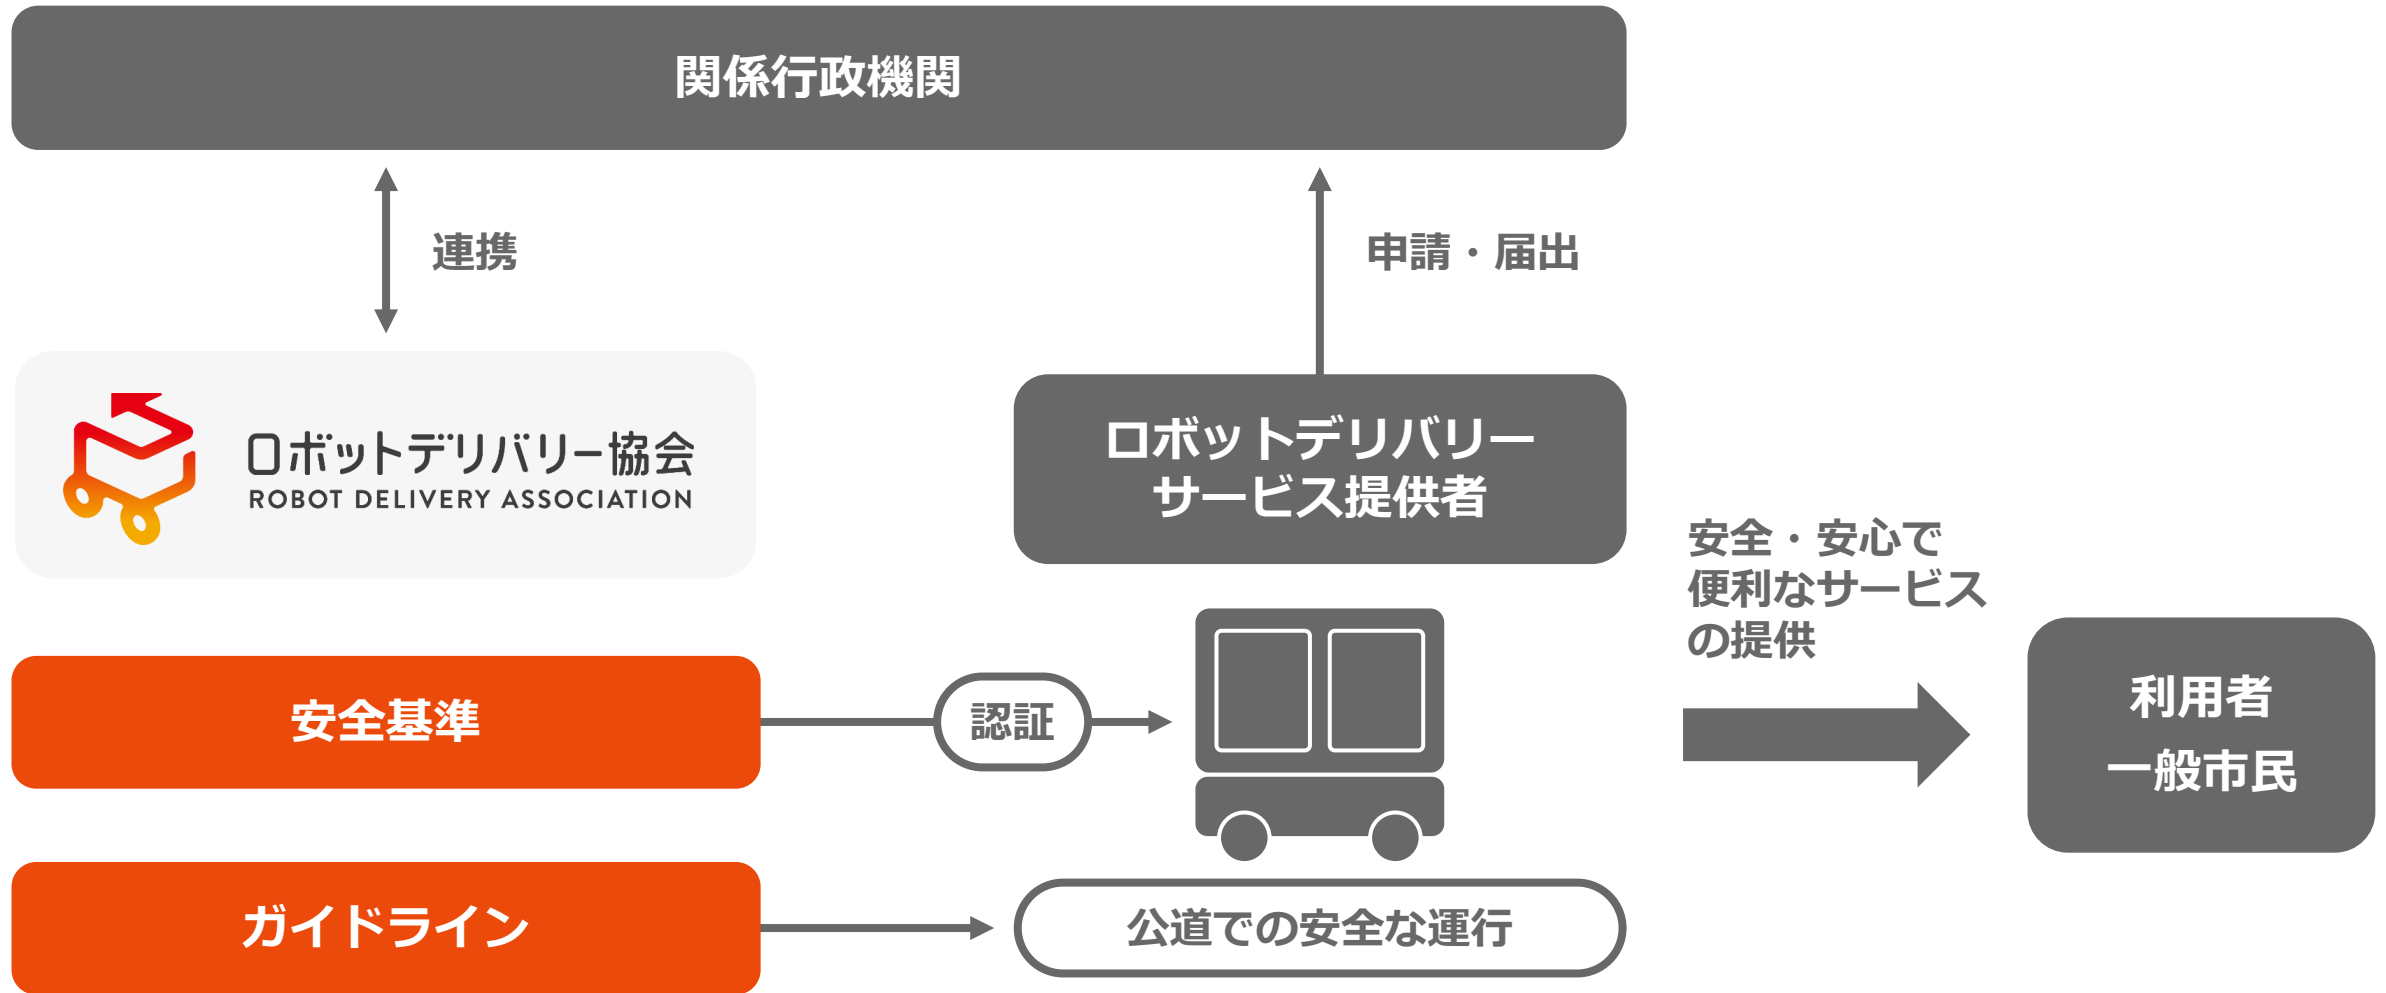 関係行政機関
連携
申請・届出
ロボットデリバリー協会
ROBOT DELIVERY ASSOCIATION
ロボットデリバリー
サービス提供者
安全・安心で
便利なサービス
の提供
安全基準
認証
利用者
一般市民
ガイドライン
公道での安全な運行